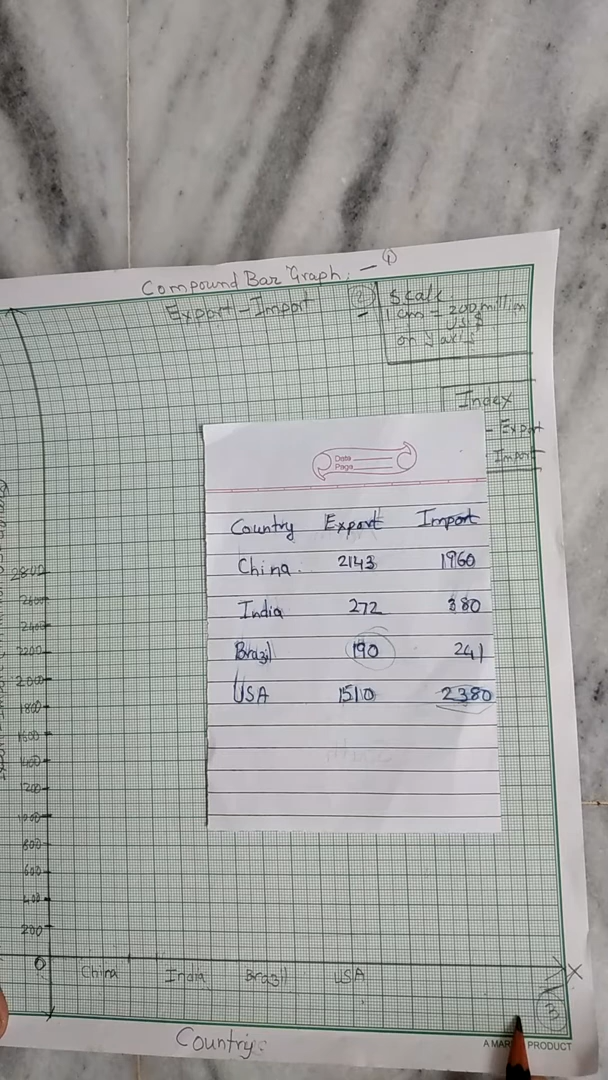 Compound Bar Graph. - ①
Export - Import ②
Scale:
1 cm = 200 million
US $
on y axis
Index
- Export
Import
Date
Page
Country Export Import
China. 2143 1960
India 272 380
Brazil 190 241
USA 1510 2380
2800
2600
2400
2200
2000
1800
1600
1400
1200
1000
800
600
400
200
0
China India Brazil USA
X
③
Country:
PRODUCT